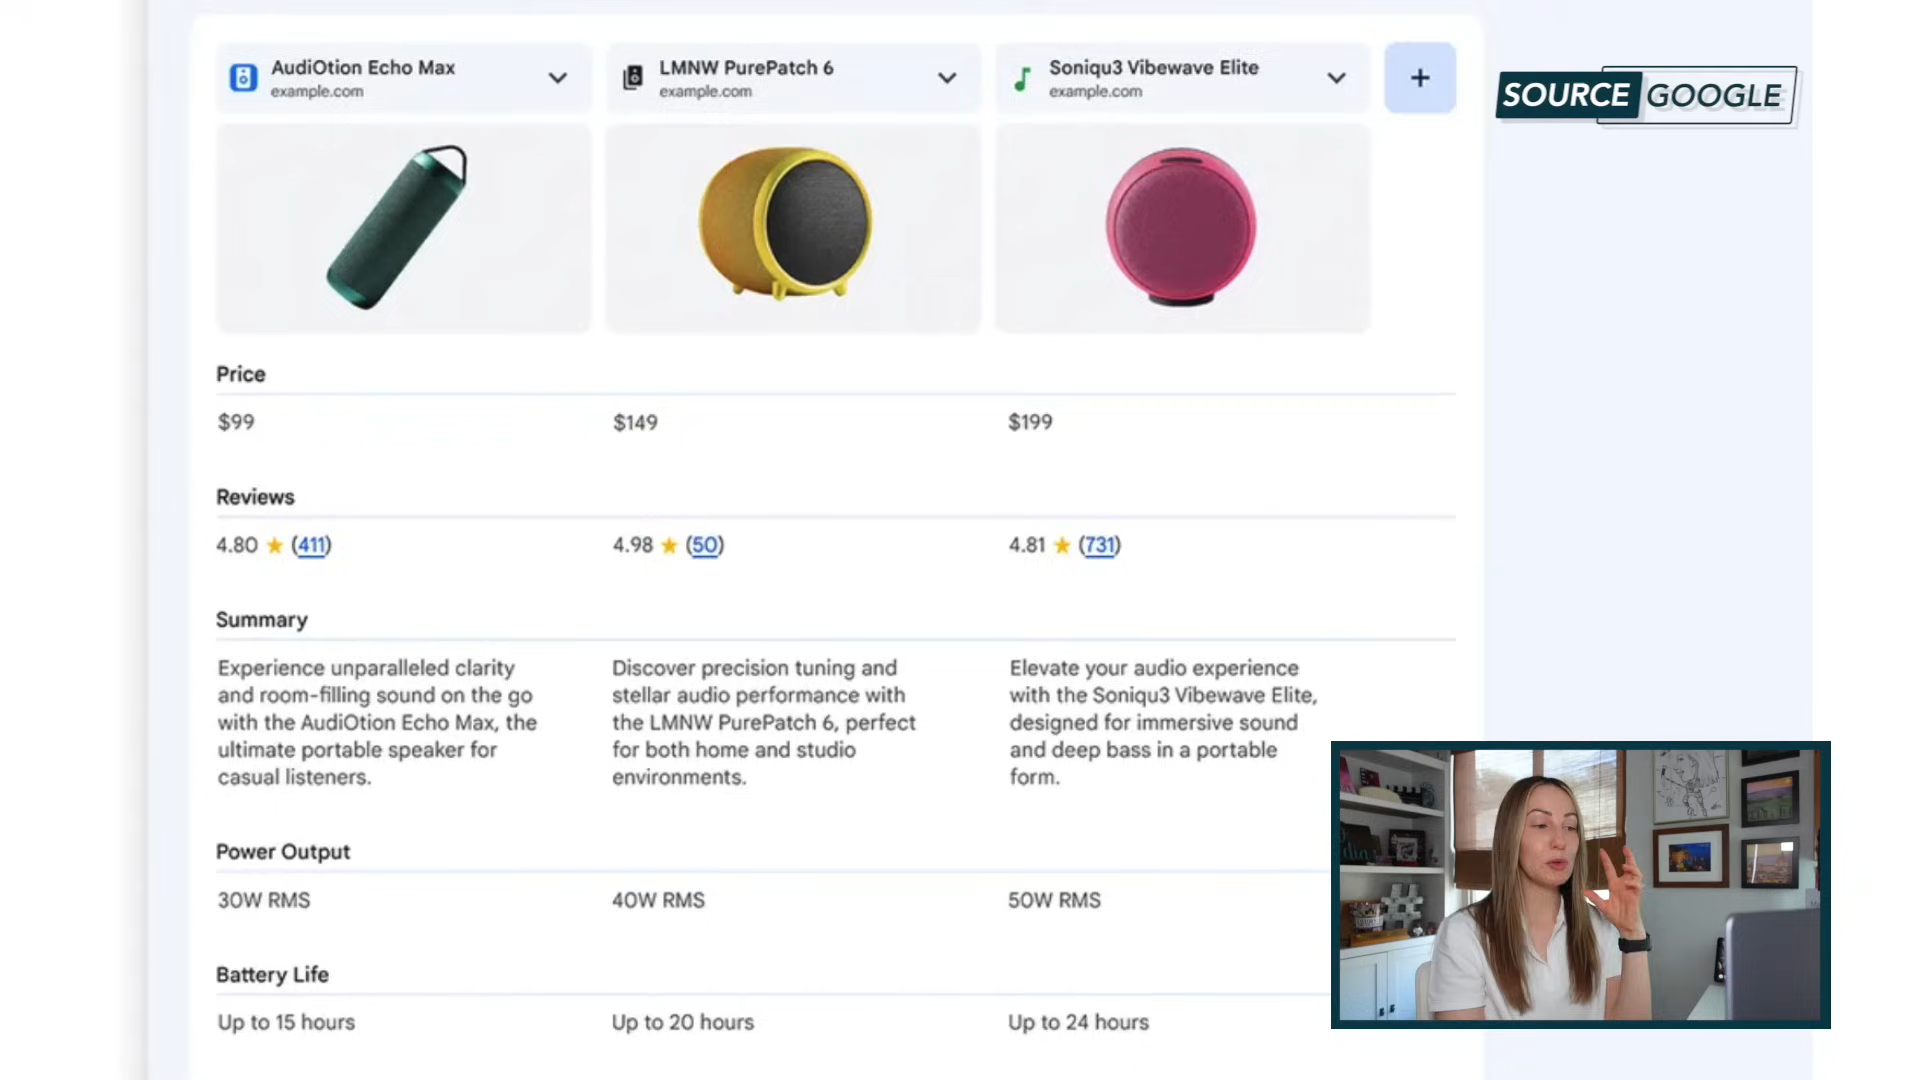 AudiOtion Echo Max
example.com
LMNW PurePatch 6
example.com
Soniqu3 Vibewave Elite
example.com
+
SOURCE GOOGLE
Price
$99
$149
$199
Reviews
4.80 ★ (411)
4.98 ★ (50)
4.81 ★ (731)
Summary
Experience unparalleled clarity
and room-filling sound on the go
with the AudiOtion Echo Max, the
ultimate portable speaker for
casual listeners.
Discover precision tuning and
stellar audio performance with
the LMNW PurePatch 6, perfect
for both home and studio
environments.
Elevate your audio experience
with the Soniqu3 Vibewave Elite,
designed for immersive sound
and deep bass in a portable
form.
Power Output
30W RMS
40W RMS
50W RMS
Battery Life
Up to 15 hours
Up to 20 hours
Up to 24 hours